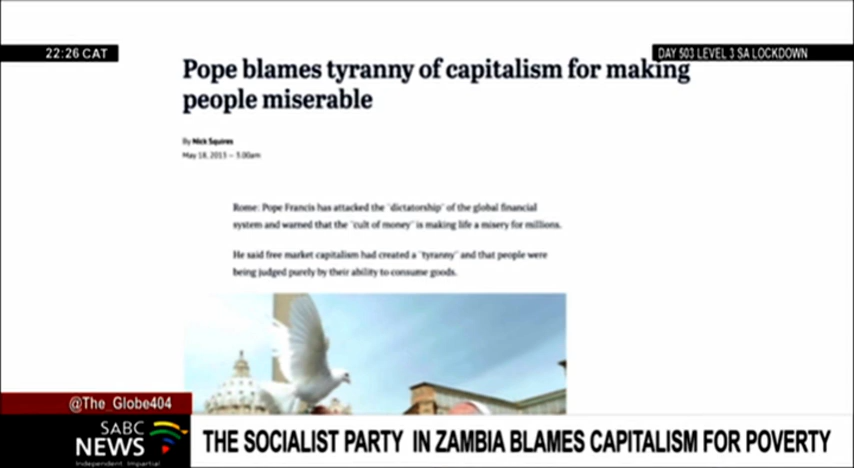 22:26 CAT
DAY 503 LEVEL 3 SA LOCKDOWN
Pope blames tyranny of capitalism for making
people miserable
By Nick Squires
May 18, 2013 — 3.00am
Rome: Pope Francis has attacked the "dictatorship" of the global financial
system and warned that the "cult of money" is making life a misery for millions.
He said free market capitalism had created a "tyranny" and that people were
being judged purely by their ability to consume goods.
@The_Globe404
SABC
NEWS
Independent. Impartial
THE SOCIALIST PARTY IN ZAMBIA BLAMES CAPITALISM FOR POVERTY